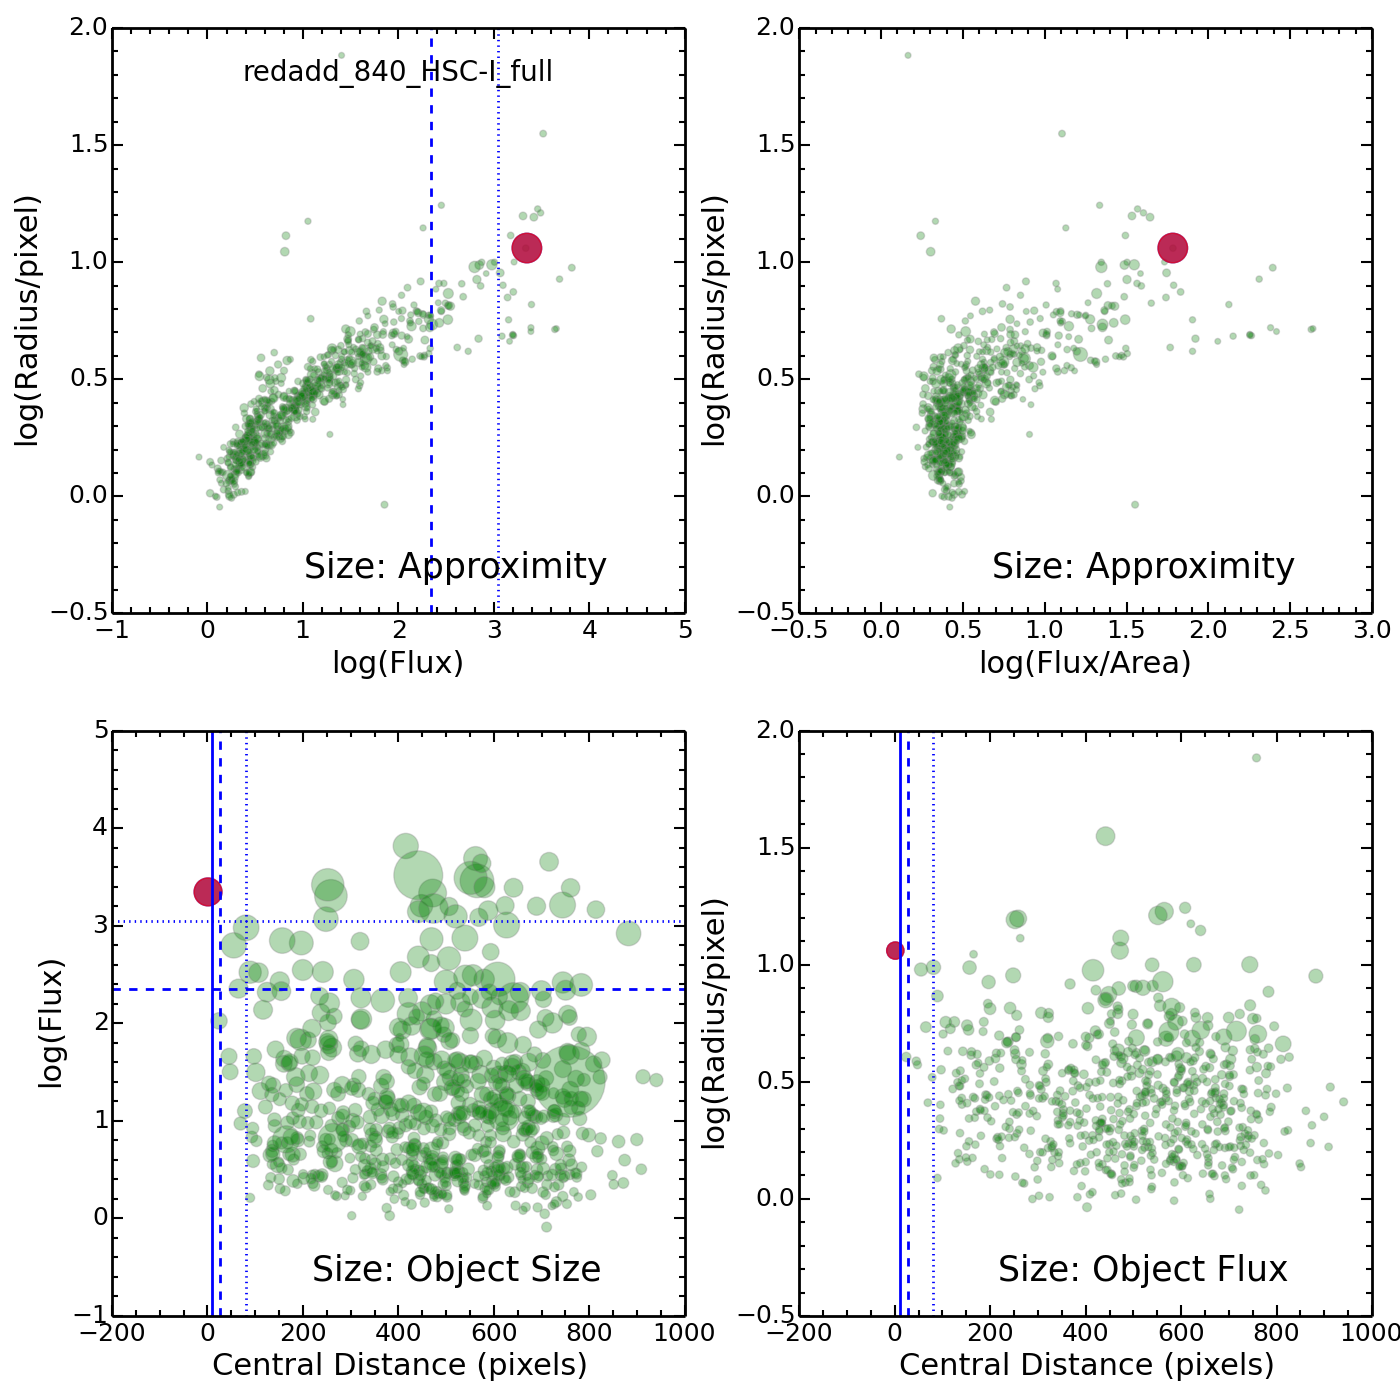 2.0
1.5
1.0
0.5
0.0
−0.5
−1 0 1 2 3 4 5
log(Flux)
log(Radius/pixel)
redadd_840_HSC-I_full
Size: Approximity
2.0
1.5
1.0
0.5
0.0
−0.5
−0.5 0.0 0.5 1.0 1.5 2.0 2.5 3.0
log(Flux/Area)
log(Radius/pixel)
Size: Approximity
5
4
3
2
1
0
−1
−200 0 200 400 600 800 1000
Central Distance (pixels)
log(Flux)
Size: Object Size
2.0
1.5
1.0
0.5
0.0
−0.5
−200 0 200 400 600 800 1000
Central Distance (pixels)
log(Radius/pixel)
Size: Object Flux